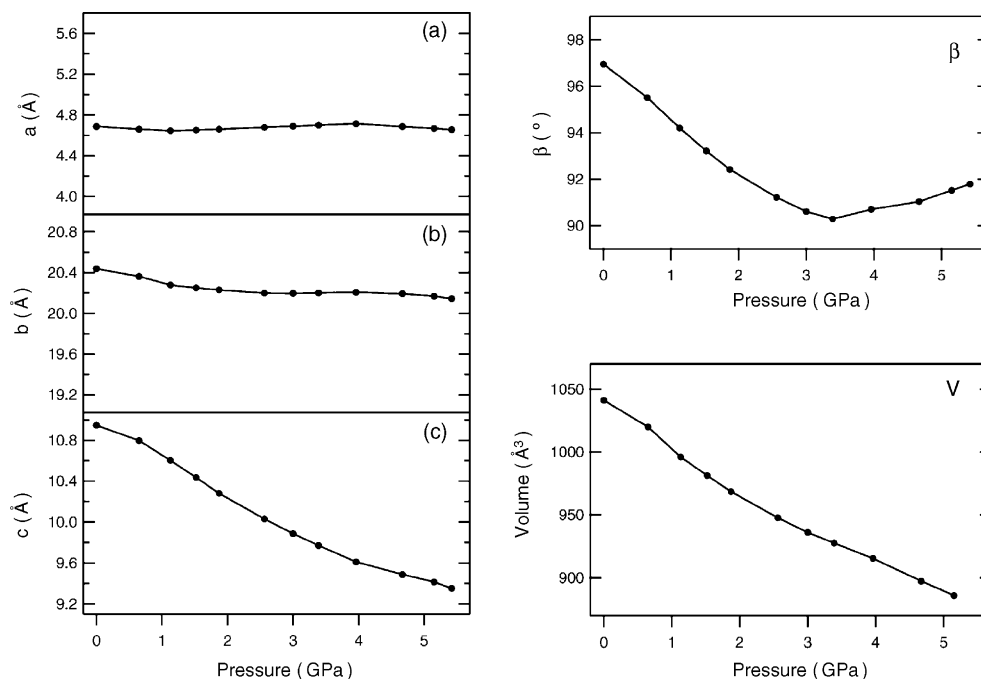 (a)
5.6
5.2
4.8
4.4
4.0
a (Å)
(b)
20.8
20.4
20.0
19.6
19.2
b (Å)
(c)
10.8
10.4
10.0
9.6
9.2
c (Å)
0 1 2 3 4 5
Pressure ( GPa )
β
98
96
94
92
90
β ( º )
0 1 2 3 4 5
Pressure ( GPa )
V
1050
1000
950
900
Volume ( Å³ )
0 1 2 3 4 5
Pressure ( GPa )